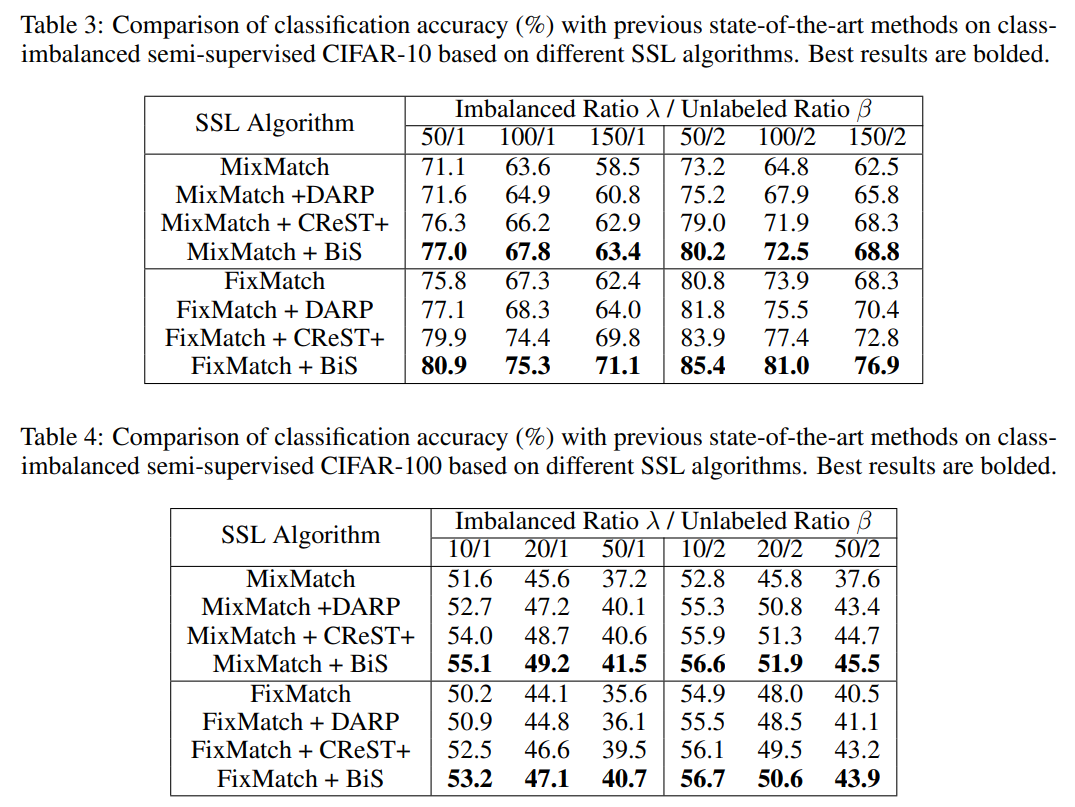 Table 3: Comparison of classification accuracy (%) with previous state-of-the-art methods on class-
imbalanced semi-supervised CIFAR-10 based on different SSL algorithms. Best results are bolded.
SSL Algorithm Imbalanced Ratio λ / Unlabeled Ratio β
50/1 100/1 150/1 50/2 100/2 150/2
MixMatch 71.1 63.6 58.5 73.2 64.8 62.5
MixMatch +DARP 71.6 64.9 60.8 75.2 67.9 65.8
MixMatch + CReST+ 76.3 66.2 62.9 79.0 71.9 68.3
MixMatch + BiS 77.0 67.8 63.4 80.2 72.5 68.8
FixMatch 75.8 67.3 62.4 80.8 73.9 68.3
FixMatch + DARP 77.1 68.3 64.0 81.8 75.5 70.4
FixMatch + CReST+ 79.9 74.4 69.8 83.9 77.4 72.8
FixMatch + BiS 80.9 75.3 71.1 85.4 81.0 76.9
Table 4: Comparison of classification accuracy (%) with previous state-of-the-art methods on class-
imbalanced semi-supervised CIFAR-100 based on different SSL algorithms. Best results are bolded.
SSL Algorithm Imbalanced Ratio λ / Unlabeled Ratio β
10/1 20/1 50/1 10/2 20/2 50/2
MixMatch 51.6 45.6 37.2 52.8 45.8 37.6
MixMatch +DARP 52.7 47.2 40.1 55.3 50.8 43.4
MixMatch + CReST+ 54.0 48.7 40.6 55.9 51.3 44.7
MixMatch + BiS 55.1 49.2 41.5 56.6 51.9 45.5
FixMatch 50.2 44.1 35.6 54.9 48.0 40.5
FixMatch + DARP 50.9 44.8 36.1 55.5 48.5 41.1
FixMatch + CReST+ 52.5 46.6 39.5 56.1 49.5 43.2
FixMatch + BiS 53.2 47.1 40.7 56.7 50.6 43.9